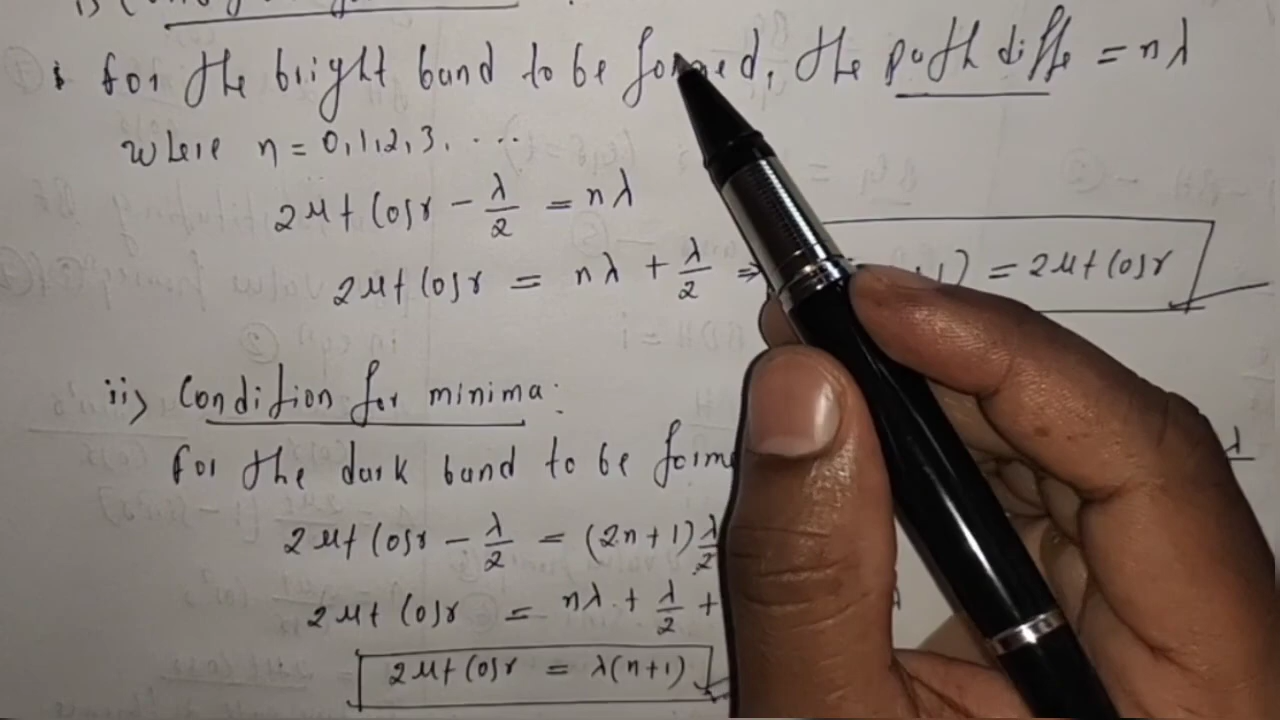 for the bright band to be formed, the path diffe = nλ
where n = 0,1,2,3, ...
2μt cosr - λ/2 = nλ
2μt cosr = nλ + λ/2 ⇒ 1) = 2μt cosr
ii) Condition for minima:
for the dark band to be forme λ
2μt cosr - λ/2 = (2n+1) λ/2
2μt cosr = nλ + λ/2 +
2μt cosr = λ(n+1)